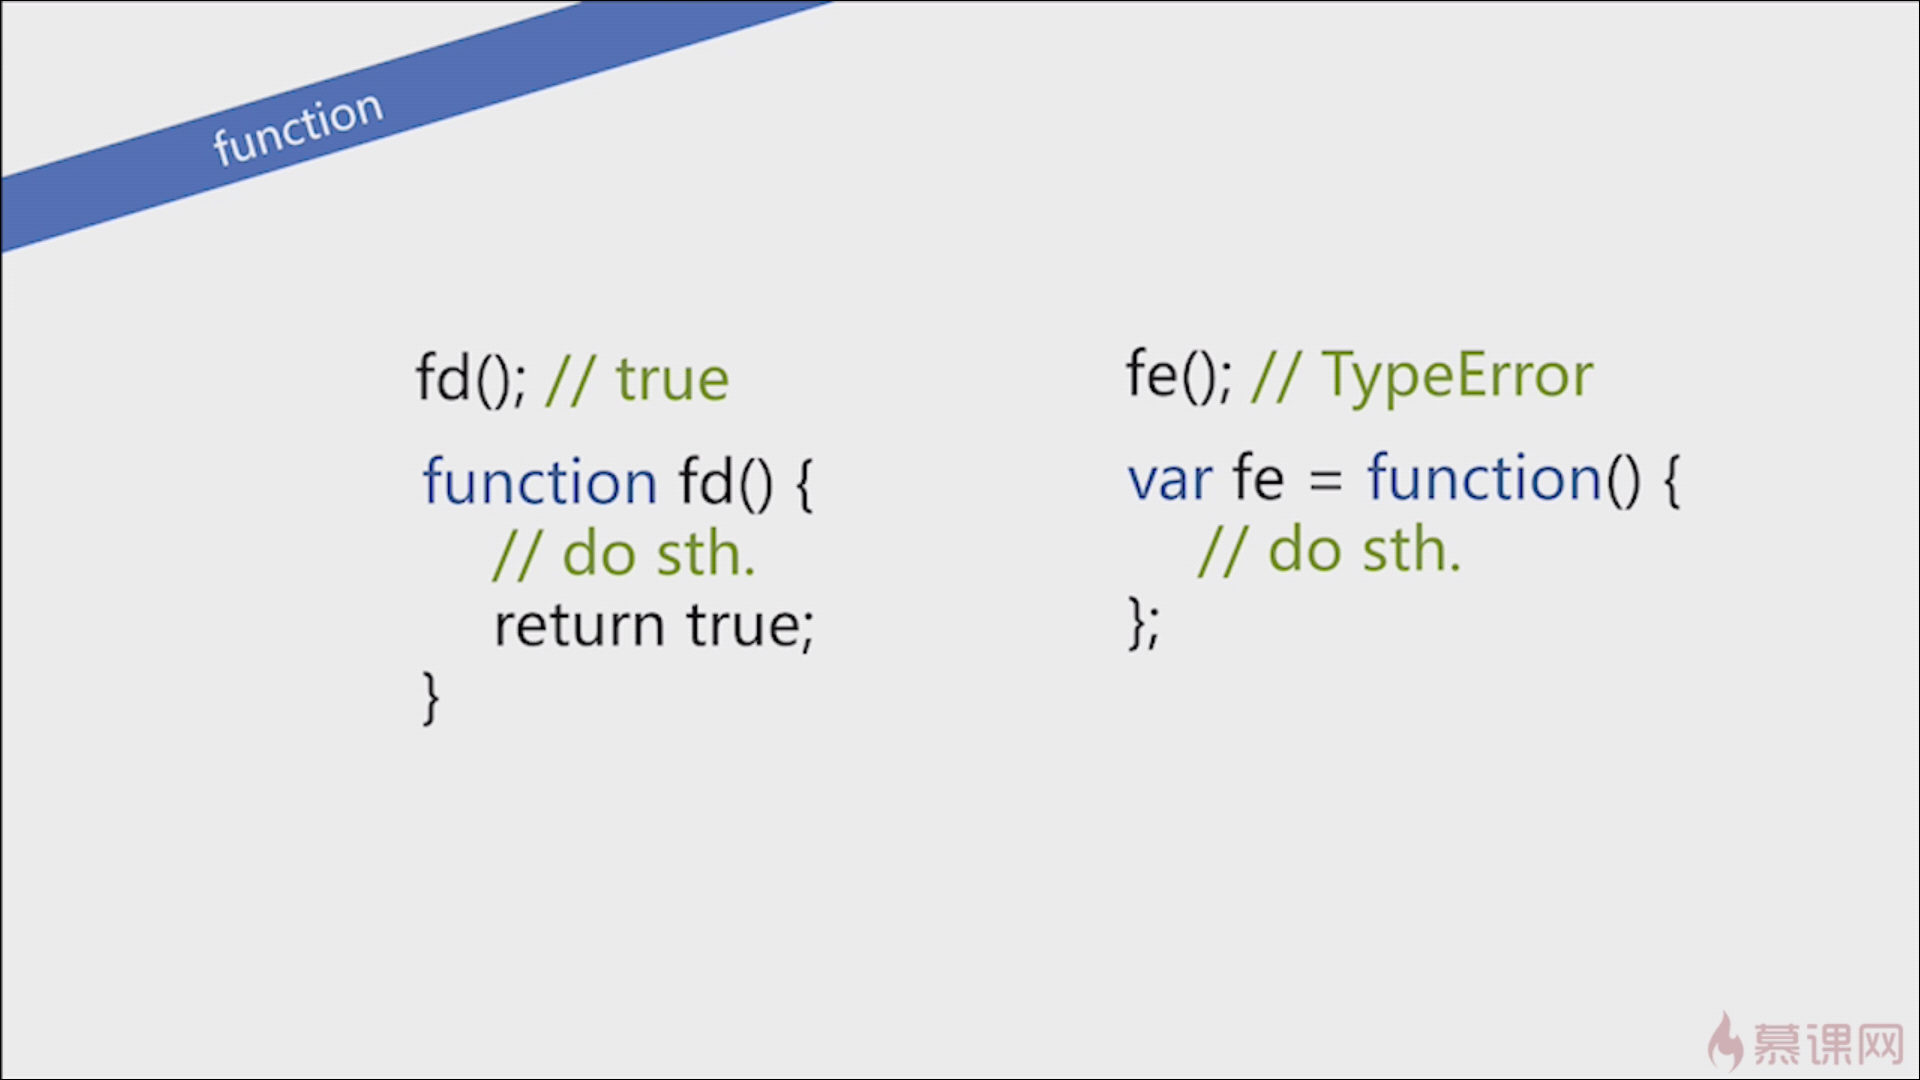 function
fd(); // true
function fd() {
// do sth.
return true;
}
fe(); // TypeError
var fe = function() {
// do sth.
};
慕课网